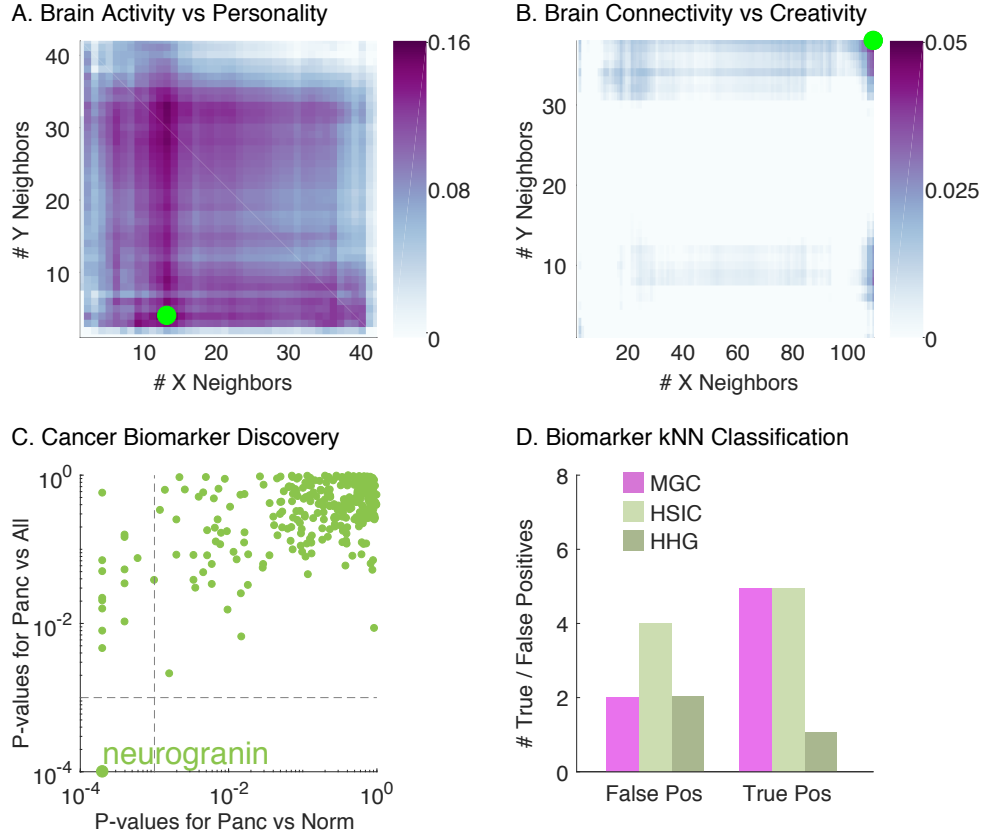 A. Brain Activity vs Personality
# Y Neighbors
40
30
20
10
10
20
30
40
# X Neighbors
0.16
0.08
0
B. Brain Connectivity vs Creativity
# Y Neighbors
30
20
10
20
40
60
80
100
# X Neighbors
0.05
0.025
0
C. Cancer Biomarker Discovery
P-values for Panc vs All
10^0
10^-2
10^-4
neurogranin
10^-4
10^-2
10^0
P-values for Panc vs Norm
D. Biomarker kNN Classification
# True / False Positives
8
6
4
2
0
MGC
HSIC
HHG
False Pos
True Pos